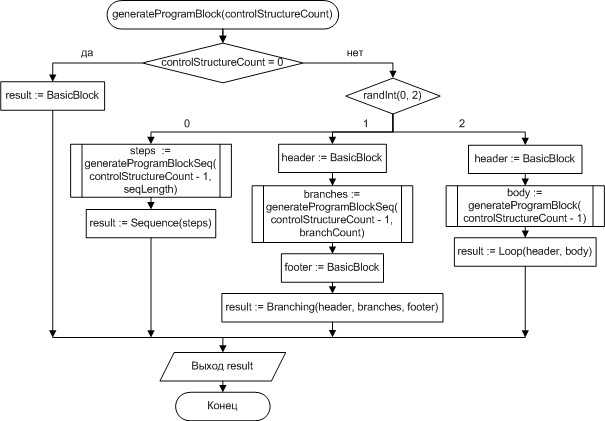 generateProgramBlock(controlStructureCount)
да
controlStructureCount = 0
нет
result := BasicBlock
randInt(0, 2)
0
1
2
steps :=
generateProgramBlockSeq(
controlStructureCount - 1,
seqLength)
header := BasicBlock
header := BasicBlock
branches :=
generateProgramBlockSeq(
controlStructureCount - 1,
branchCount)
body :=
generateProgramBlock(
controlStructureCount - 1)
result := Sequence(steps)
footer := BasicBlock
result := Loop(header, body)
result := Branching(header, branches, footer)
Выход result
Конец